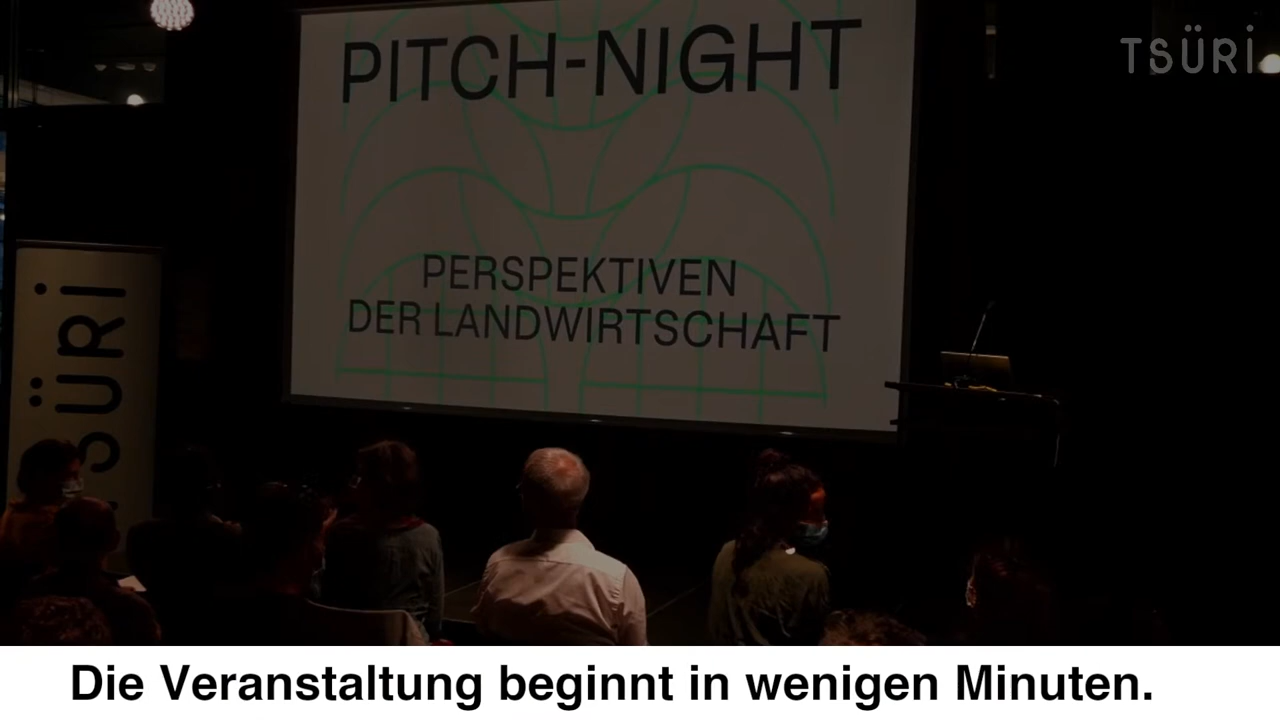 PITCH-NIGHT
TSÜRI
PERSPEKTIVEN
DER LANDWIRTSCHAFT
TSÜRI
Die Veranstaltung beginnt in wenigen Minuten.